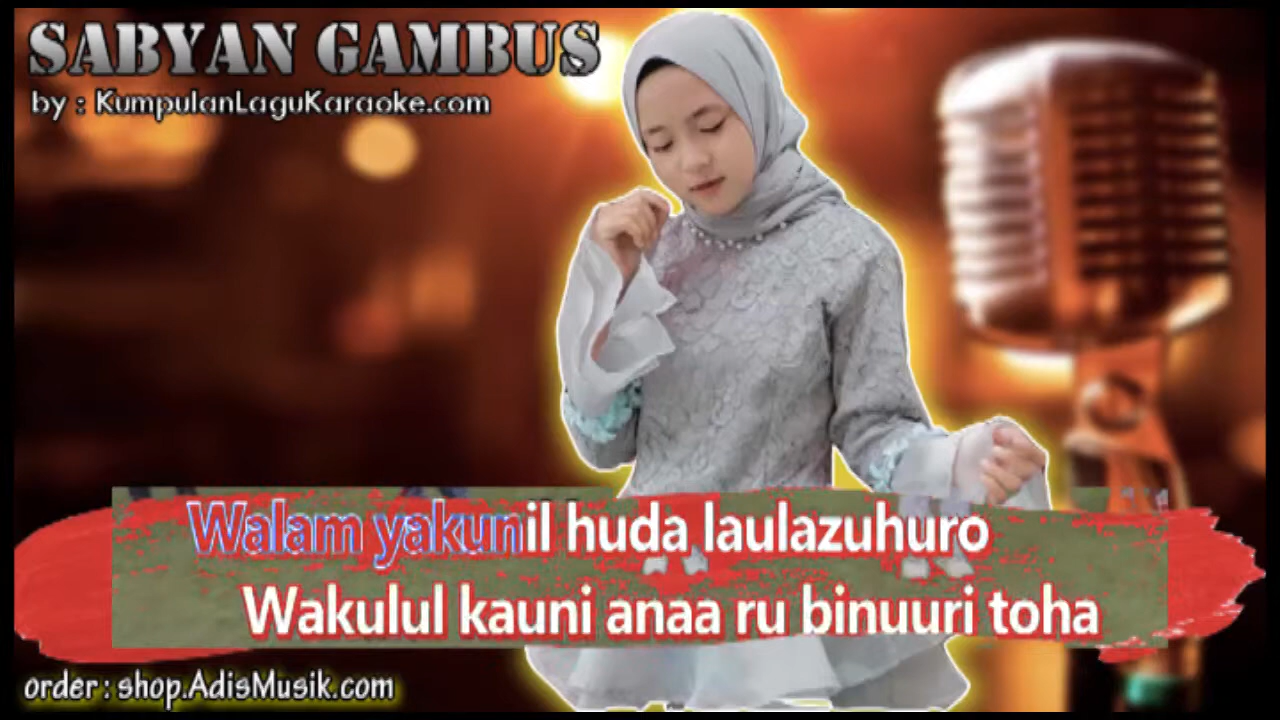 SABYAN GAMBUS
by : KumpulanLaguKaraoke.com
Walam yakunil huda laulazuhuro
Wakulul kauni anaa ru binuuri toha
order : shop.AdisMusik.com